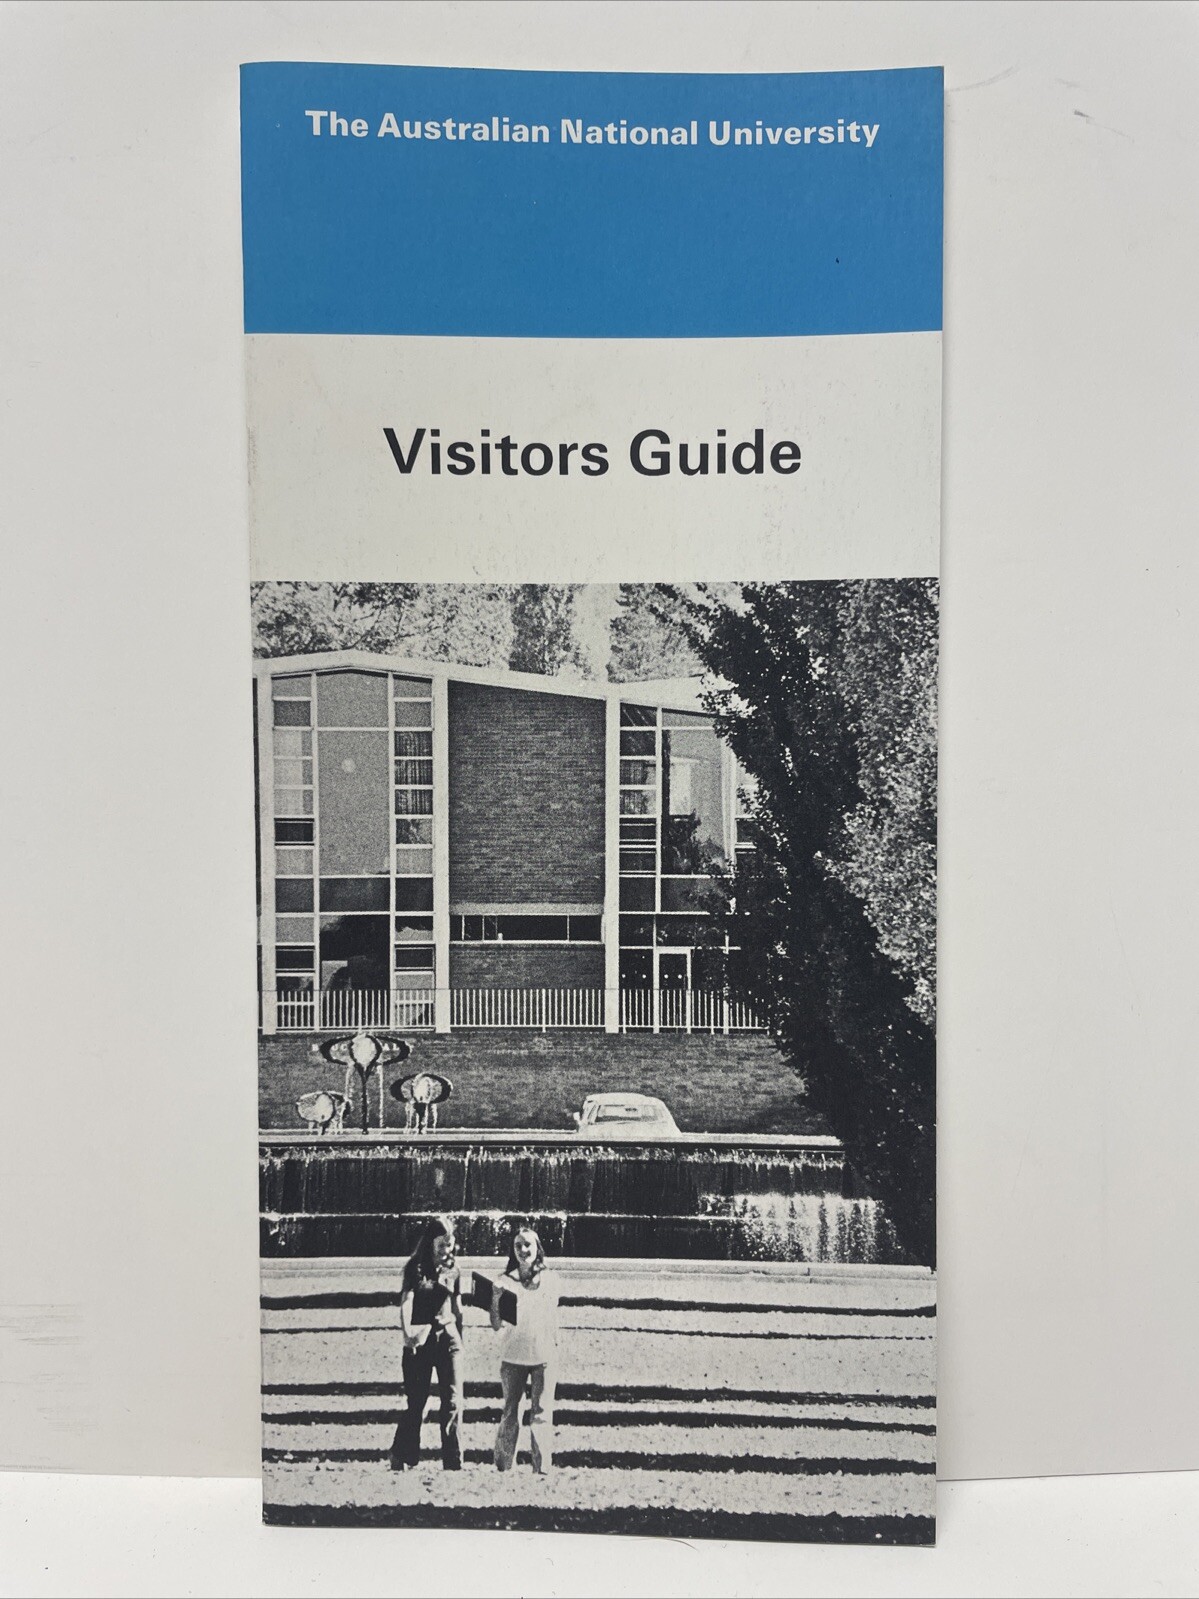 The Australian National University
Visitors Guide